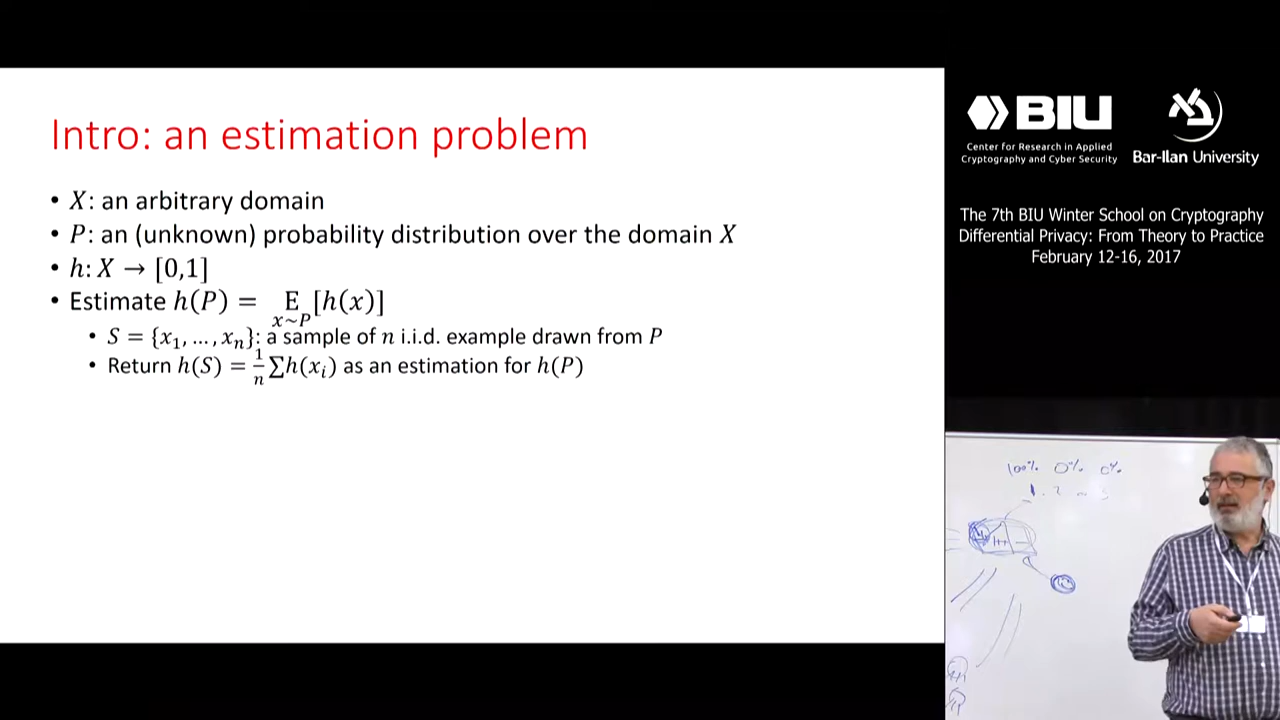 Intro: an estimation problem
• X: an arbitrary domain
• P: an (unknown) probability distribution over the domain X
• h: X → [0,1]
• Estimate h(P) = E [h(x)]
x~P
• S = {x₁, …, xₙ}: a sample of n i.i.d. example drawn from P
• Return h(S) = 1/n ∑h(xᵢ) as an estimation for h(P)
BIU
Center for Research in Applied
Cryptography and Cyber Security
Bar-Ilan University
The 7th BIU Winter School on Cryptography
Differential Privacy: From Theory to Practice
February 12-16, 2017
100% 0% 0%